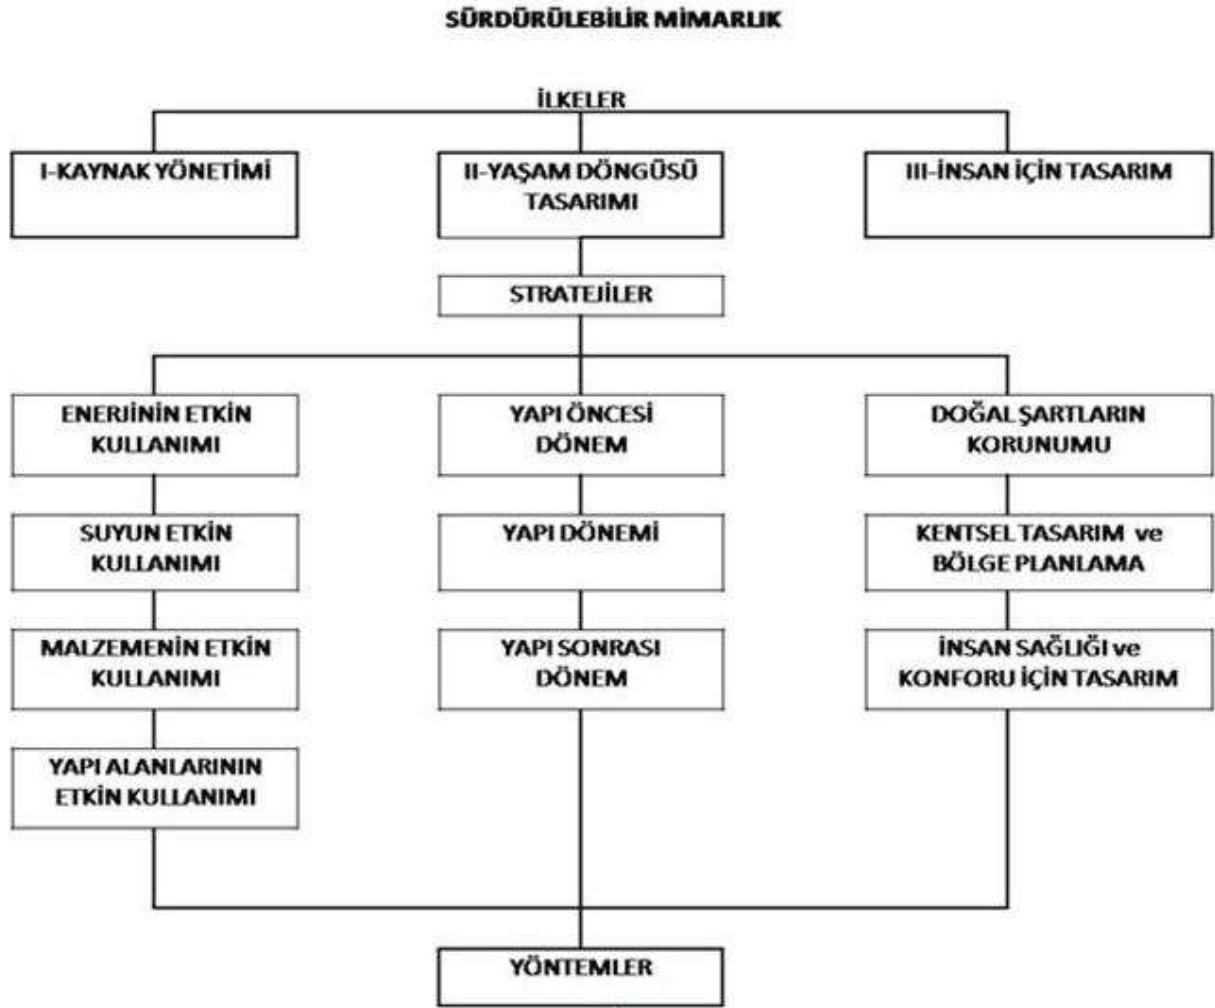 SÜRDÜRÜLEBİLİR MİMARLIK
İLKELER
I-KAYNAK YÖNETİMİ
II-YAŞAM DÖNGÜSÜ
TASARIMI
III-İNSAN İÇİN TASARIM
STRATEJİLER
ENERJİNİN ETKİN
KULLANIMI
YAPI ÖNCESİ
DÖNEM
DOĞAL ŞARTLARIN
KORUNUMU
SUYUN ETKİN
KULLANIMI
YAPI DÖNEMİ
KENTSEL TASARIM ve
BÖLGE PLANLAMA
MALZEMENİN ETKİN
KULLANIMI
YAPI SONRASI
DÖNEM
İNSAN SAĞLIĞI ve
KONFORU İÇİN TASARIM
YAPI ALANLARININ
ETKİN KULLANIMI
YÖNTEMLER